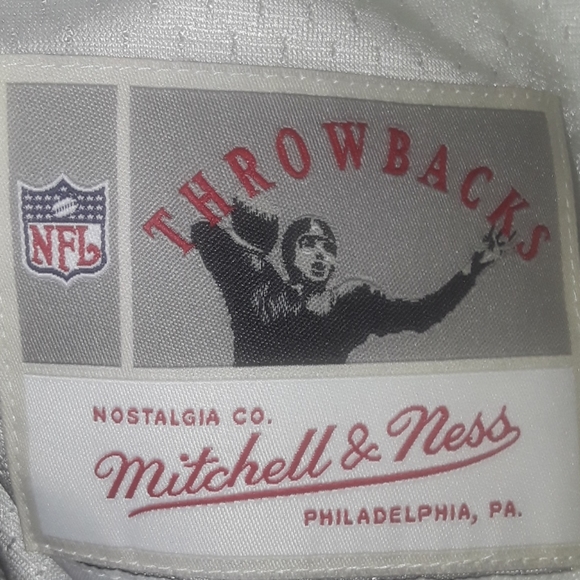 THROWBACKS
NFL
NOSTALGIA CO.
Mitchell & Ness
PHILADELPHIA, PA.